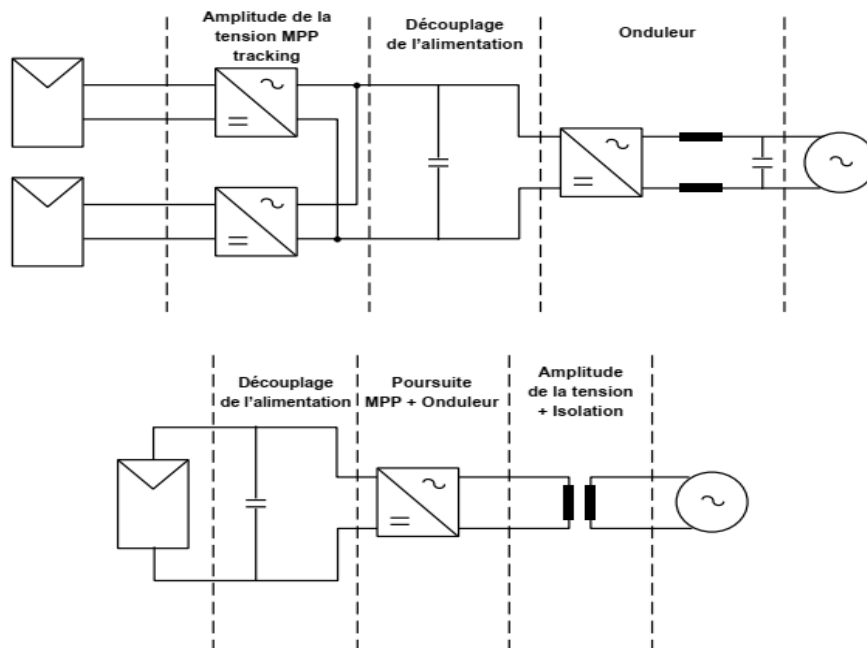 Amplitude de la
tension MPP
tracking
Découplage
de l'alimentation
Onduleur
Découplage
de l'alimentation
Poursuite
MPP + Onduleur
Amplitude
de la tension
+ Isolation